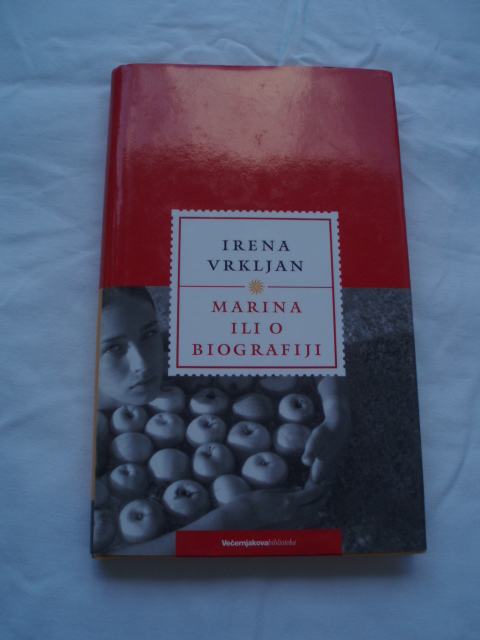 IRENA
VRKLJAN
MARINA
ILI O
BIOGRAFIJI
Večernjakova biblioteka